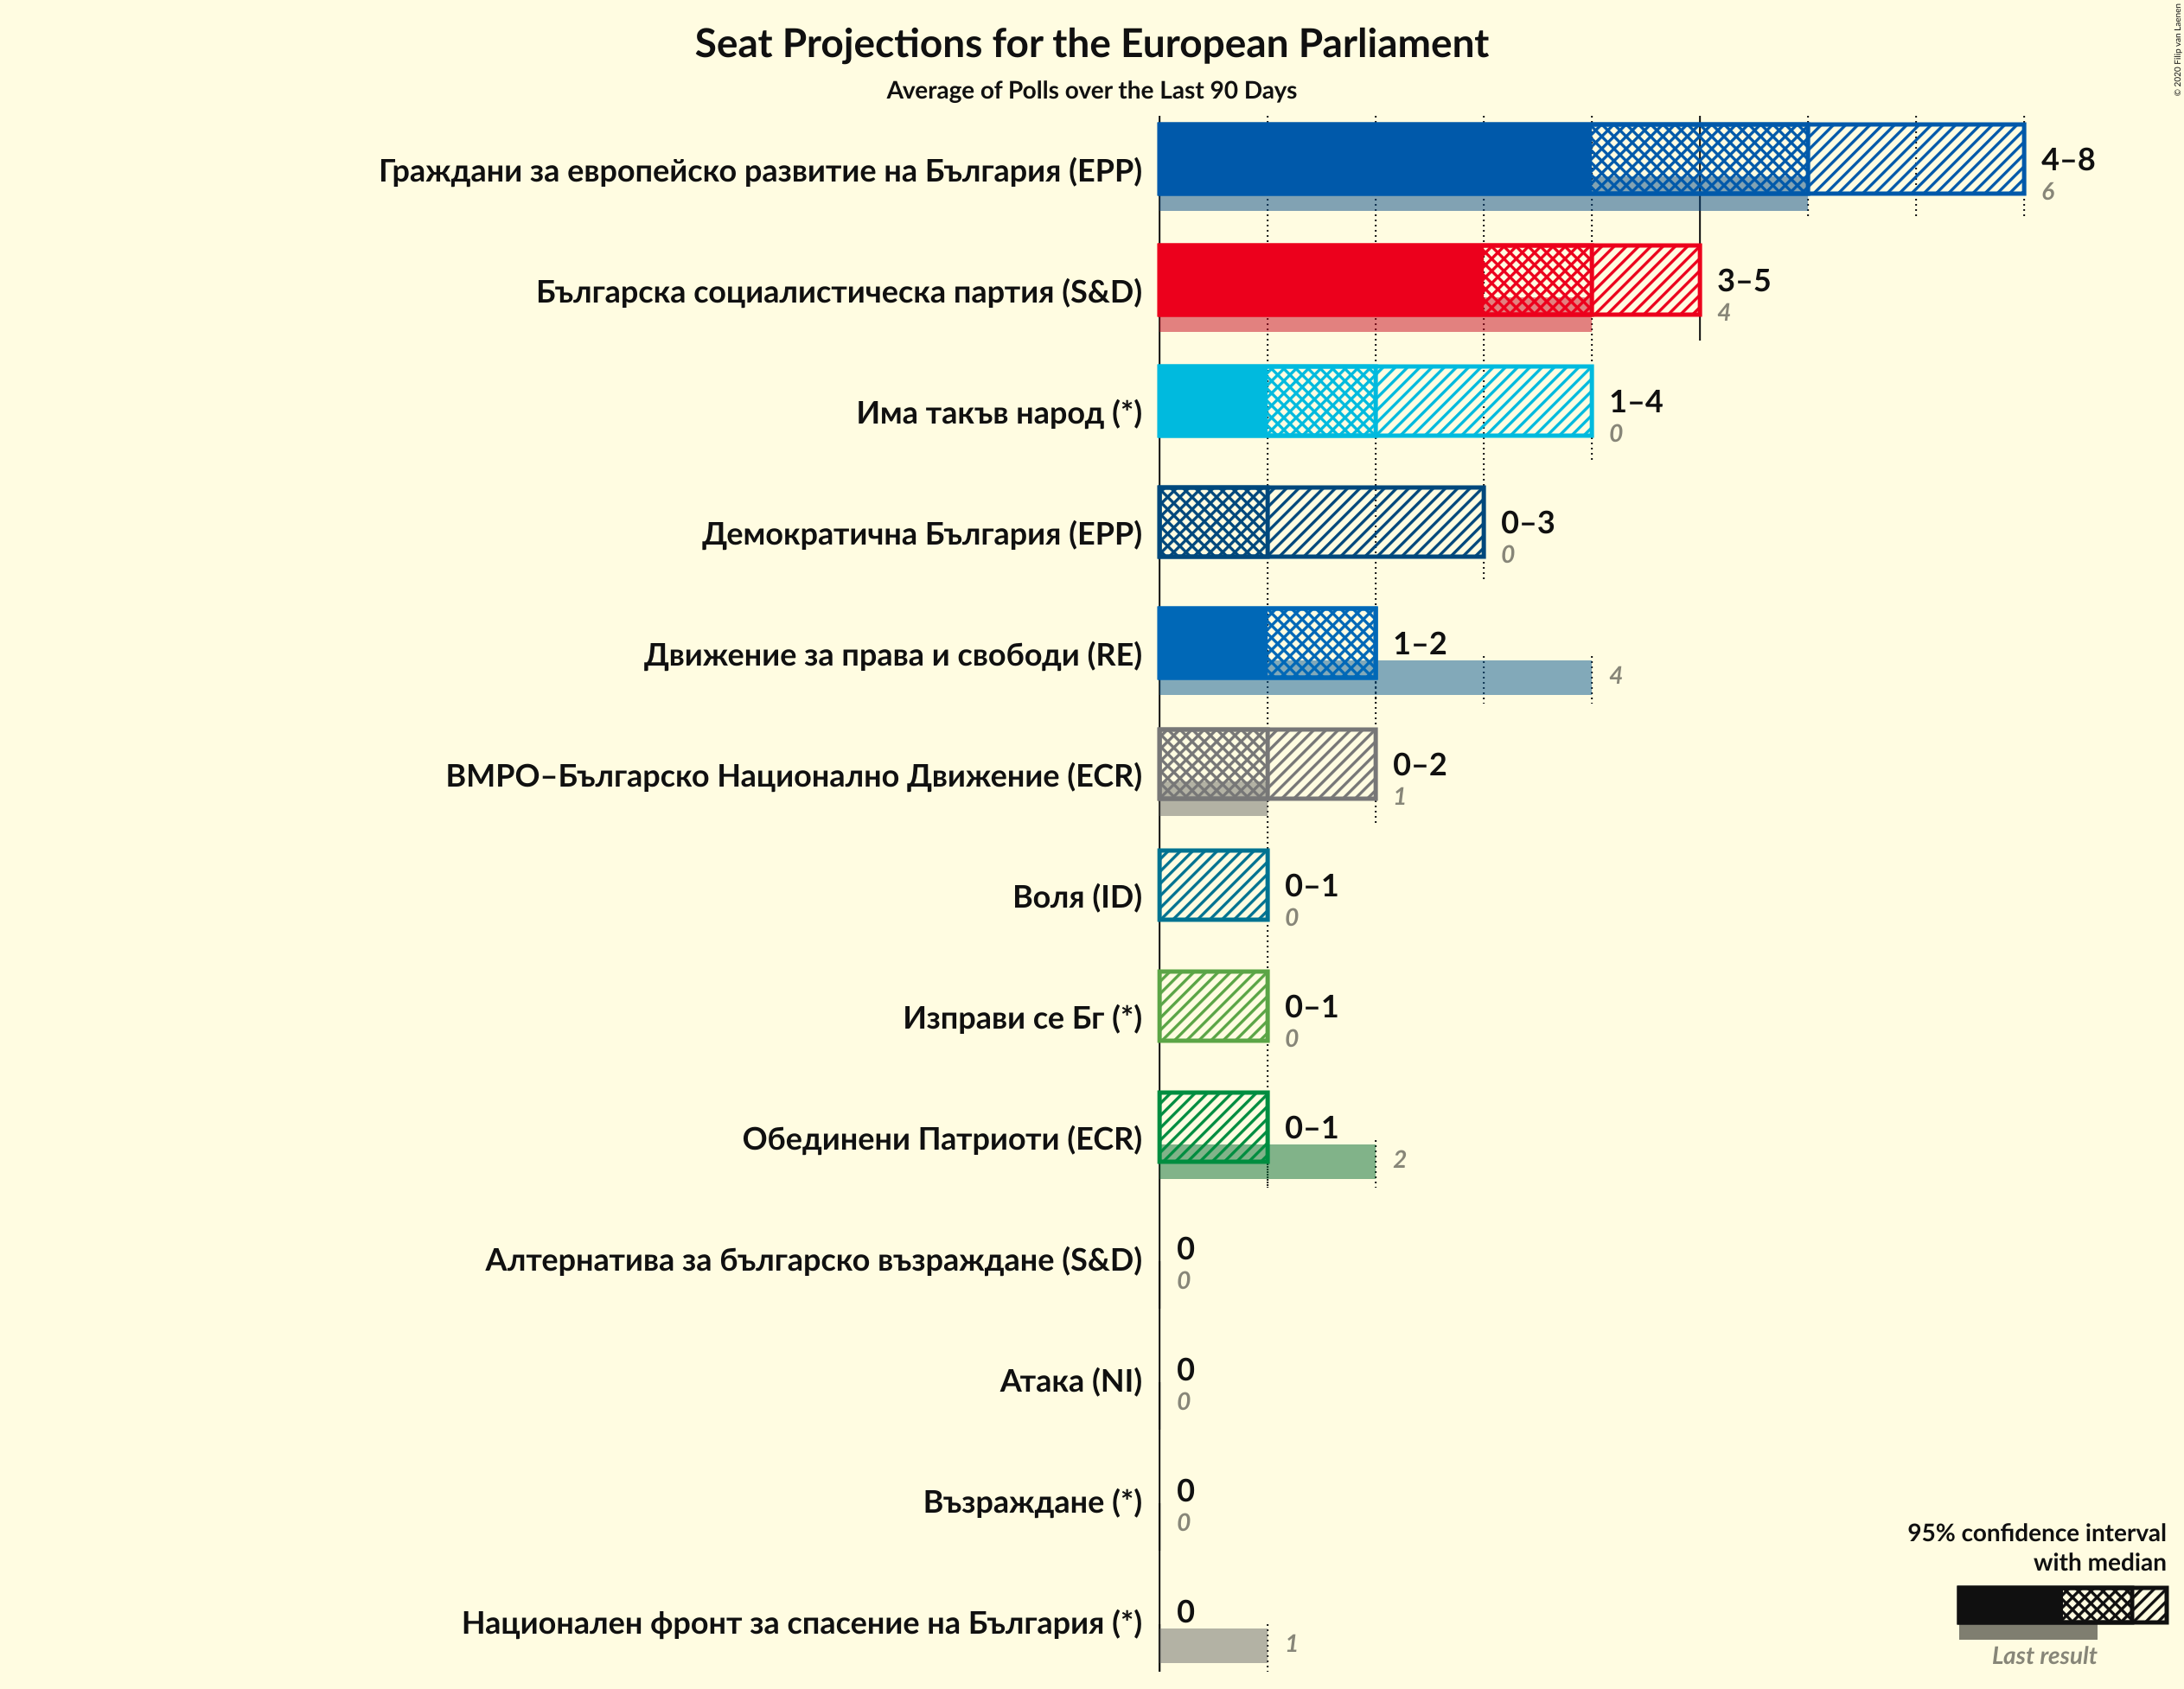 Seat Projections for the European Parliament
Average of Polls over the Last 90 Days
© 2020 Filip van Laenen
Граждани за европейско развитие на България (EPP)
4–8
6
Българска социалистическа партия (S&D)
3–5
4
Има такъв народ (*)
1–4
0
Демократична България (EPP)
0–3
0
Движение за права и свободи (RE)
1–2
4
ВМРО–Българско Национално Движение (ECR)
0–2
1
Воля (ID)
0–1
0
Изправи се Бг (*)
0–1
0
Обединени Патриоти (ECR)
0–1
2
Алтернатива за българско възраждане (S&D)
0
0
Атака (NI)
0
0
Възраждане (*)
0
0
Национален фронт за спасение на България (*)
0
1
95% confidence interval
with median
Last result